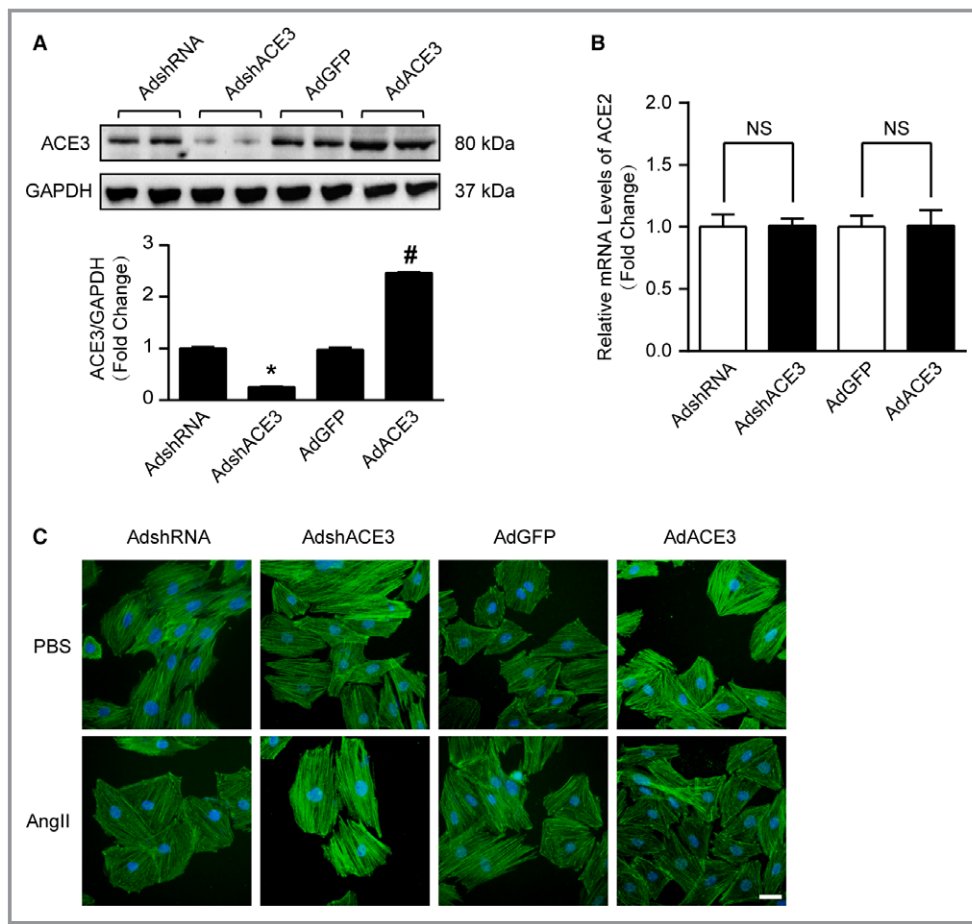 A
AdshRNA AdshACE3 AdGFP AdACE3
ACE3 80 kDa
GAPDH 37 kDa
ACE3/GAPDH
(Fold Change)
3
2
1
0
*
#
AdshRNA AdshACE3 AdGFP AdACE3
B
Relative mRNA Levels of ACE2
(Fold Change)
2.0
1.5
1.0
0.5
0.0
NS NS
AdshRNA AdshACE3 AdGFP AdACE3
C
AdshRNA AdshACE3 AdGFP AdACE3
PBS
AngII